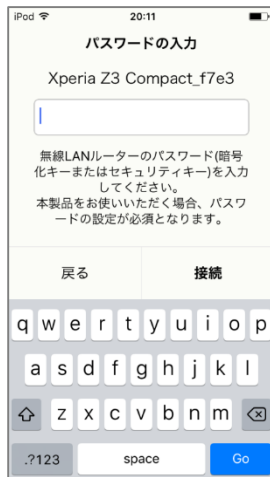 iPod 20:11
パスワードの入力
Xperia Z3 Compact_f7e3
無線LANルーターのパスワード(暗号
化キーまたはセキュリティキー)を入力
してください。
本製品をお使いいただく場合、パスワ
ードの設定が必須となります。
戻る 接続
q w e r t y u i o p
a s d f g h j k l
z x c v b n m
.?123 space Go